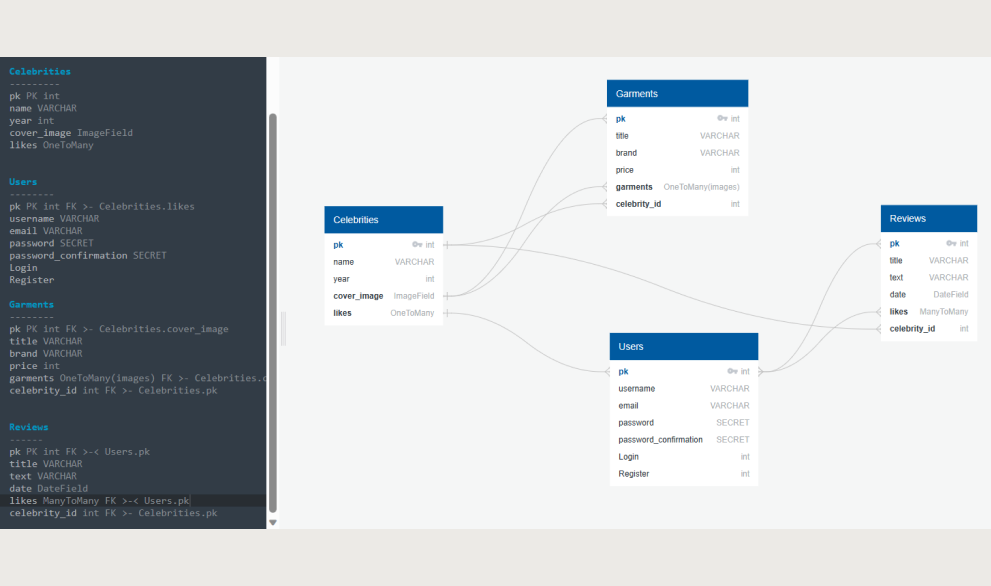 Celebrities
---------
pk PK int
name VARCHAR
year int
cover_image ImageField
likes OneToMany
Users
--------
pk PK int FK >- Celebrities.likes
username VARCHAR
email VARCHAR
password SECRET
password_confirmation SECRET
Login
Register
Garments
--------
pk PK int FK >- Celebrities.cover_image
title VARCHAR
brand VARCHAR
price int
garments OneToMany(images) FK >- Celebrities.c
celebrity_id int FK >- Celebrities.pk
Reviews
------
pk PK int FK >-< Users.pk
title VARCHAR
text VARCHAR
date DateField
likes ManyToMany FK >-< Users.pk
celebrity_id int FK >- Celebrities.pk
Celebrities
pk int
name VARCHAR
year int
cover_image ImageField
likes OneToMany
Garments
pk int
title VARCHAR
brand VARCHAR
price int
garments OneToMany(images)
celebrity_id int
Users
pk int
username VARCHAR
email VARCHAR
password SECRET
password_confirmation SECRET
Login int
Register int
Reviews
pk int
title VARCHAR
text VARCHAR
date DateField
likes ManyToMany
celebrity_id int